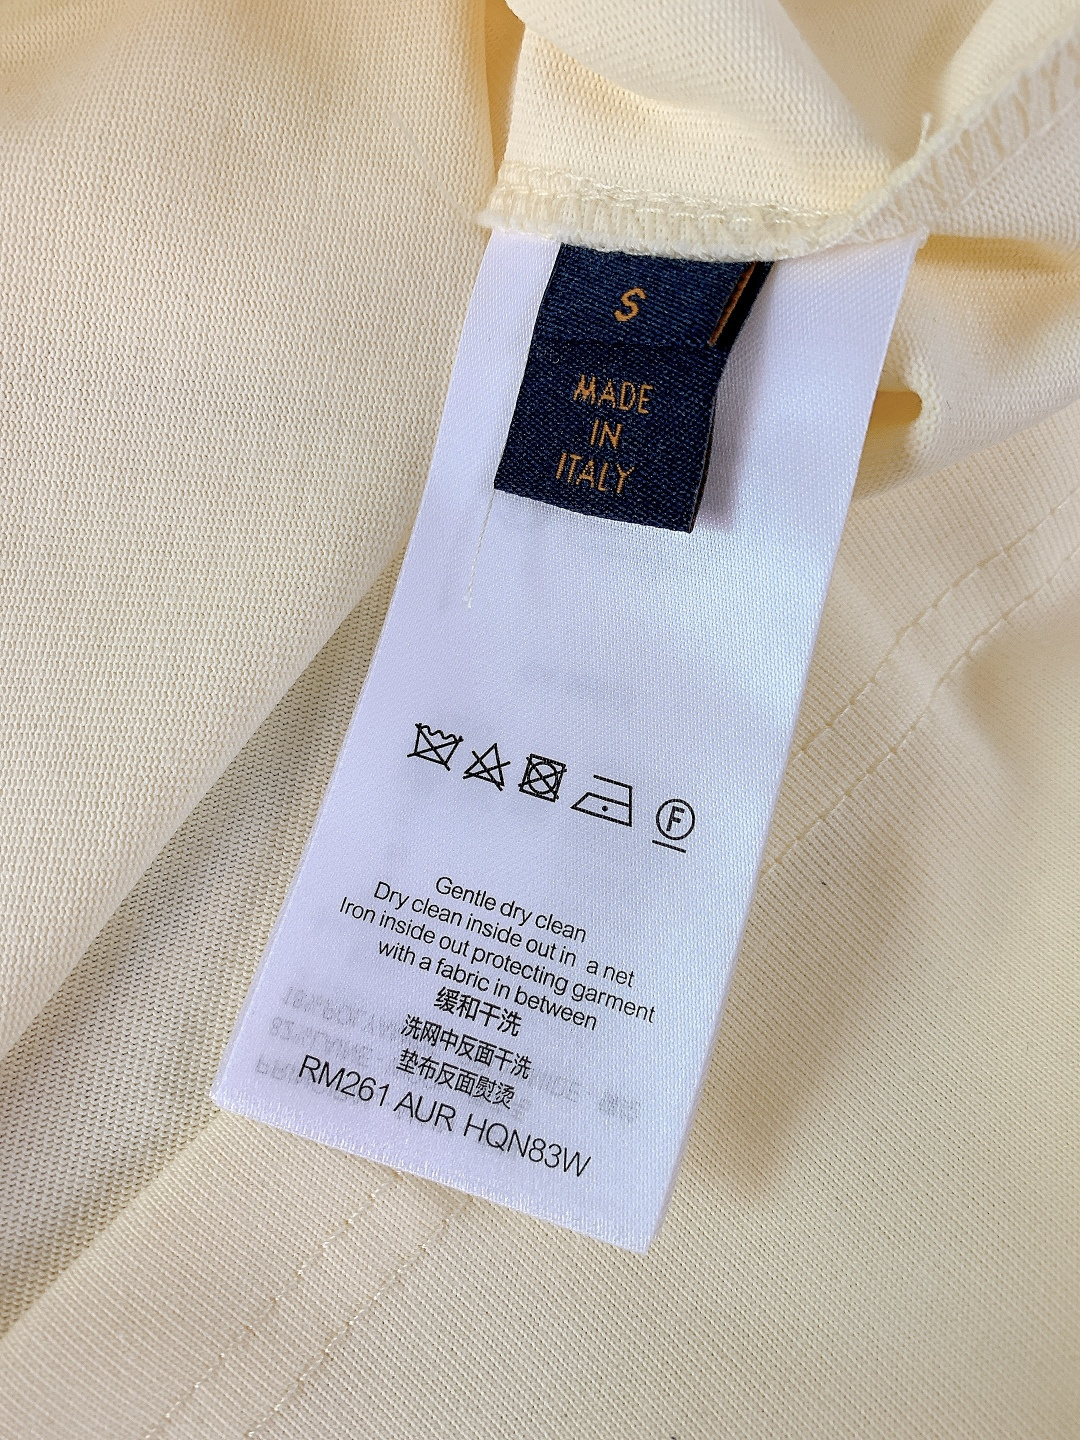 S
MADE
IN
ITALY
F
Gentle dry clean
Dry clean inside out in a net
Iron inside out protecting garment
with a fabric in between
缓和干洗
洗网中反面干洗
垫布反面熨烫
RM261 AUR HQN83W